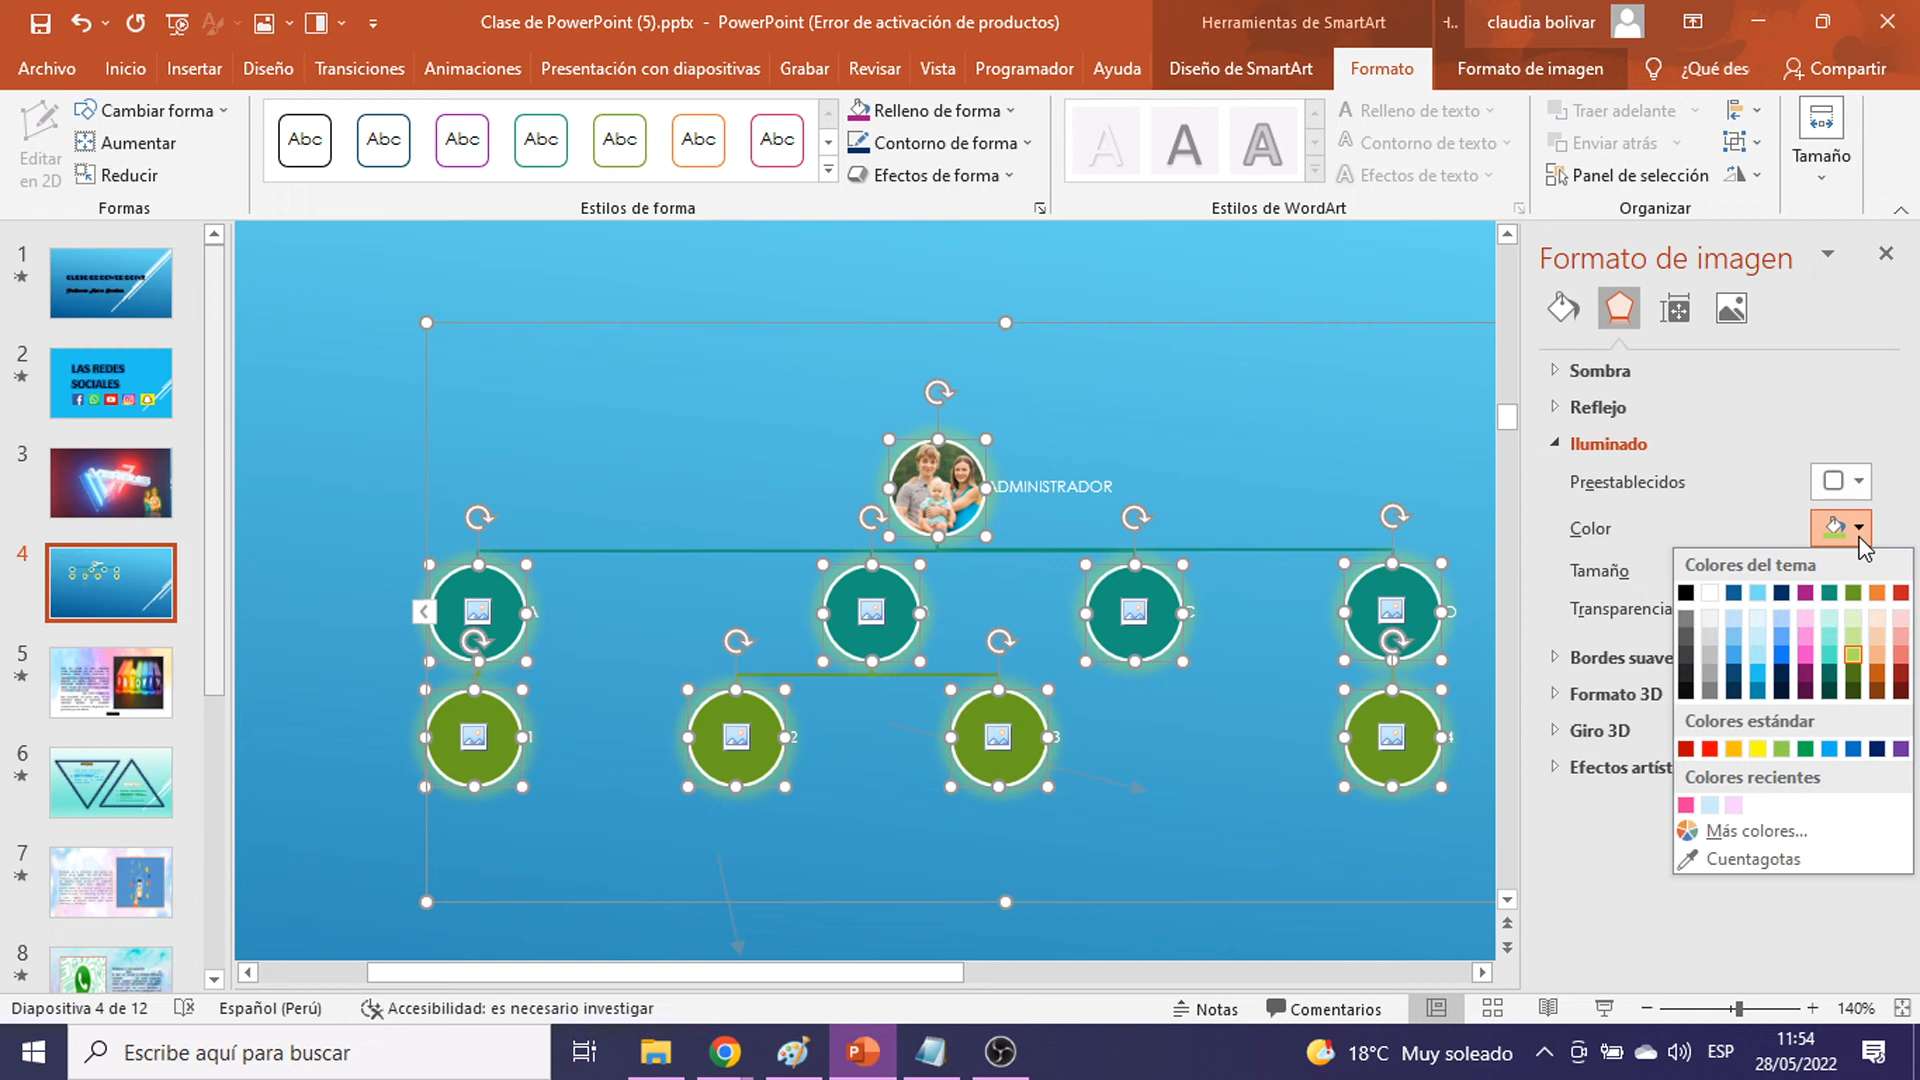 Clase de PowerPoint (5).pptx - PowerPoint (Error de activación de productos)
Herramientas de SmartArt
H..
claudia bolivar
Archivo Inicio Insertar Diseño Transiciones Animaciones Presentación con diapositivas Grabar Revisar Vista Programador Ayuda Diseño de SmartArt Formato Formato de imagen ¿Qué des Compartir
Editar en 2D
Cambiar forma
Aumentar
Reducir
Formas
Abc Abc Abc Abc Abc Abc Abc
Relleno de forma
Contorno de forma
Efectos de forma
Estilos de forma
A A A
Relleno de texto
Contorno de texto
Efectos de texto
Estilos de WordArt
Traer adelante
Enviar atrás
Panel de selección
Organizar
Tamaño
1
2
LAS REDES
SOCIALES
3
4
5
6
7
8
ADMINISTRADOR
A
C
D
1
2
3
4
Formato de imagen
Sombra
Reflejo
Iluminado
Preestablecidos
Color
Tamaño
Transparencia
Bordes suave
Formato 3D
Giro 3D
Efectos artíst
Colores del tema
Colores estándar
Colores recientes
Más colores...
Cuentagotas
Diapositiva 4 de 12
Español (Perú)
Accesibilidad: es necesario investigar
Notas
Comentarios
140%
Escribe aquí para buscar
18°C Muy soleado
ESP
11:54
28/05/2022